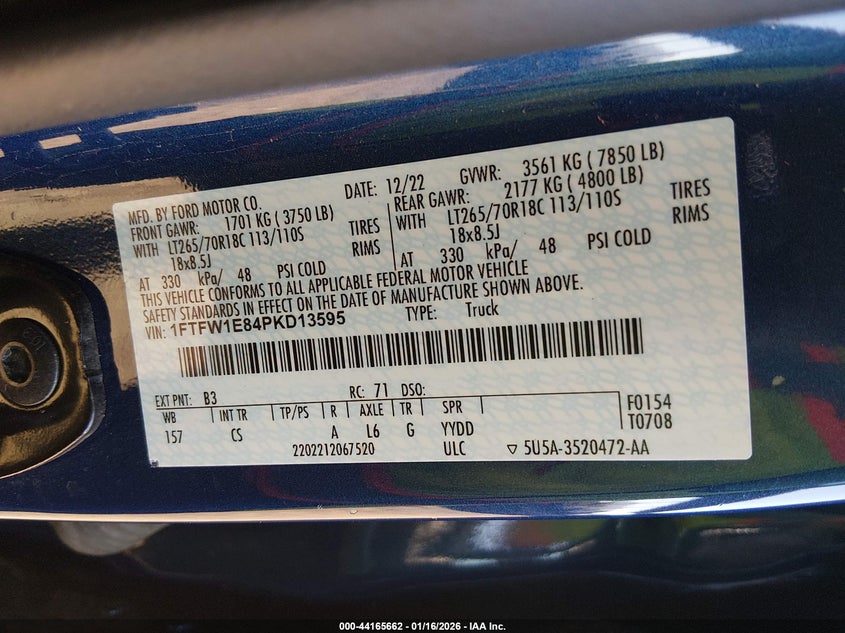 MFD. BY FORD MOTOR CO. DATE: 12/22 GVWR: 3561 KG ( 7850 LB)
FRONT GAWR: 1701 KG ( 3750 LB) REAR GAWR: 2177 KG ( 4800 LB)
WITH LT265/70R18C 113/110S TIRES WITH LT265/70R18C 113/110S TIRES
18x8.5J RIMS 18x8.5J RIMS
AT 330 kPa/ 48 PSI COLD AT 330 kPa/ 48 PSI COLD
THIS VEHICLE CONFORMS TO ALL APPLICABLE FEDERAL MOTOR VEHICLE
SAFETY STANDARDS IN EFFECT ON THE DATE OF MANUFACTURE SHOWN ABOVE.
VIN: 1FTFW1E84PKD13595 TYPE: Truck
EXT PNT: B3 RC: 71 DSO:
WB INT TR TP/PS R AXLE TR SPR F0154
157 CS A L6 G YYDD T0708
2202212067520 ULC ▽ 5U5A-3520472-AA
000-44165662 - 01/16/2026 - IAA Inc.